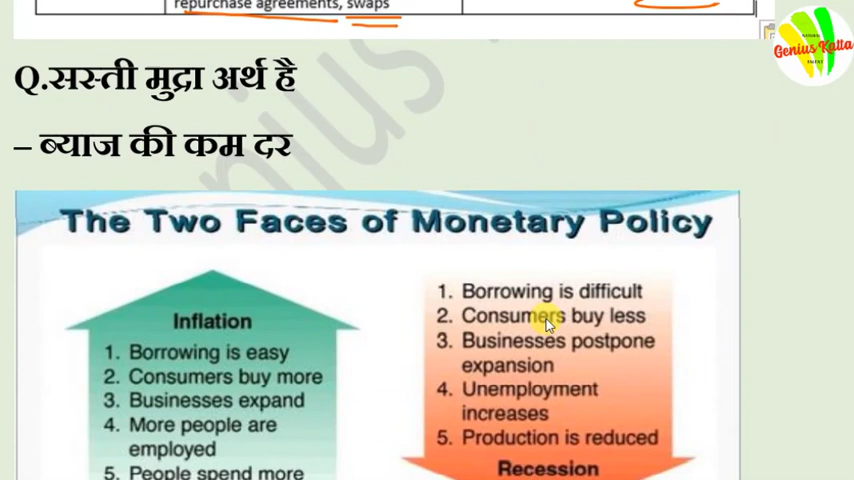 repurchase agreements, swaps
Genius Katta
Q.सस्ती मुद्रा अर्थ है
– ब्याज की कम दर
The Two Faces of Monetary Policy
Inflation
1. Borrowing is easy
2. Consumers buy more
3. Businesses expand
4. More people are
employed
5. People spend more
1. Borrowing is difficult
2. Consumers buy less
3. Businesses postpone
expansion
4. Unemployment
increases
5. Production is reduced
Recession